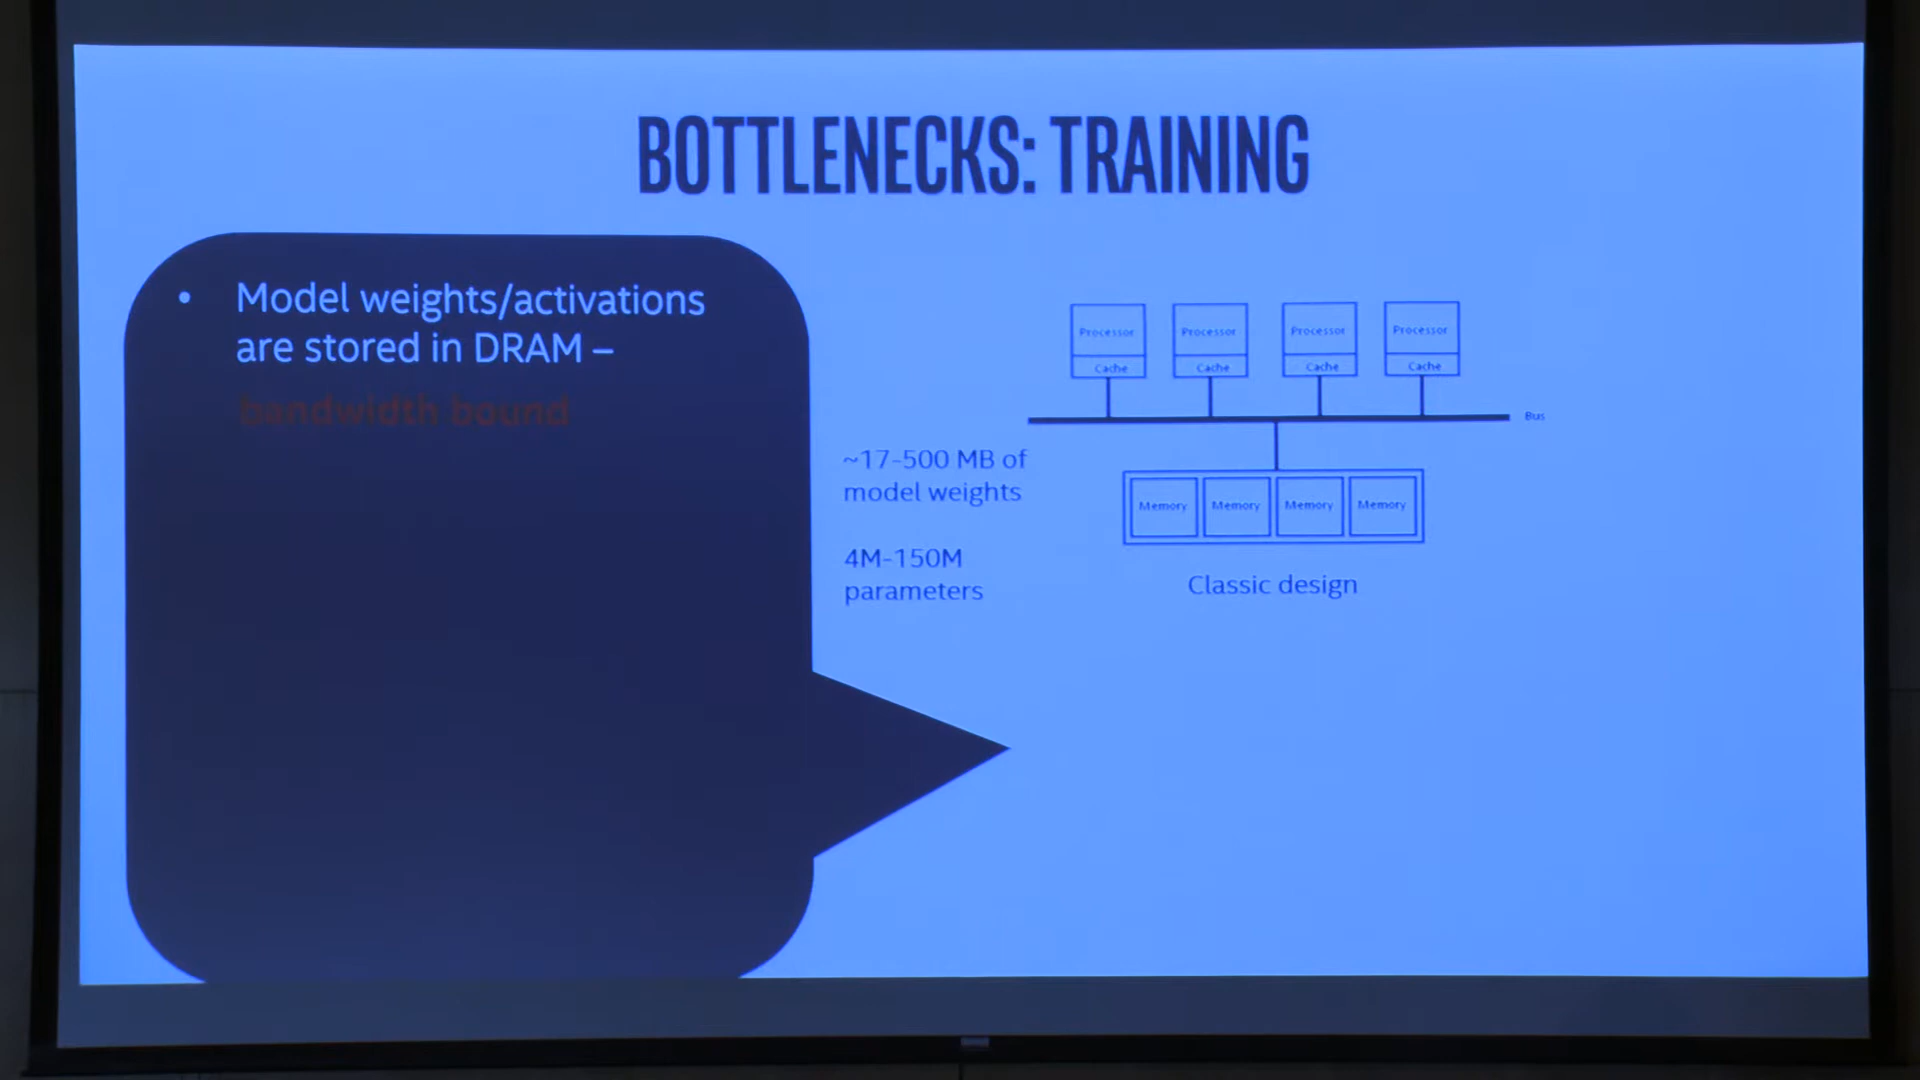 BOTTLENECKS: TRAINING
• Model weights/activations
are stored in DRAM –
bandwidth bound
Processor Processor Processor Processor
Cache Cache Cache Cache
Bus
~17-500 MB of
model weights
Memory Memory Memory Memory
4M-150M
parameters
Classic design